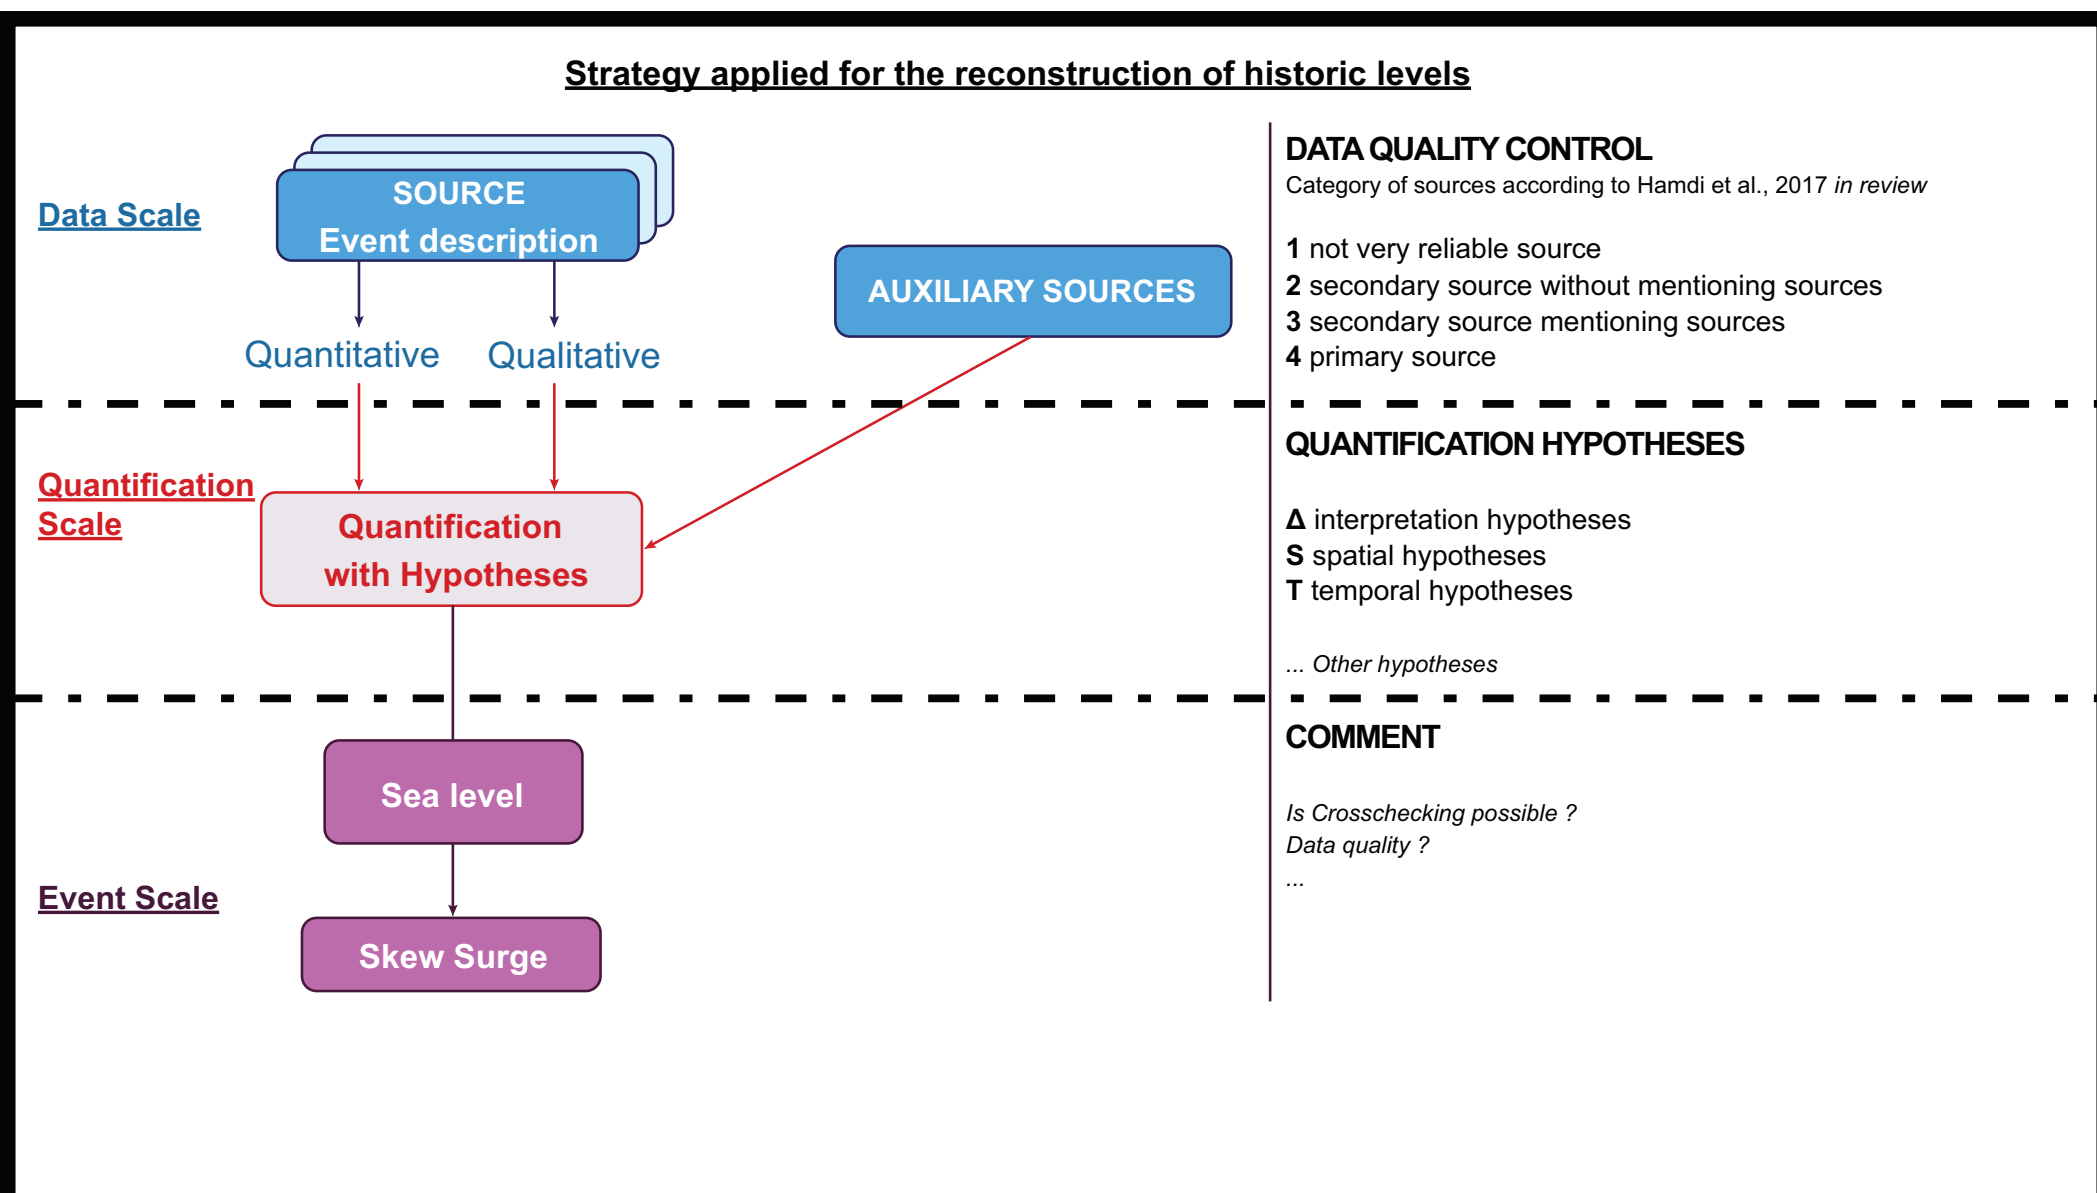 Strategy applied for the reconstruction of historic levels
Data Scale
SOURCE
Event description
Quantitative
Qualitative
AUXILIARY SOURCES
DATA QUALITY CONTROL
Category of sources according to Hamdi et al., 2017 in review
1 not very reliable source
2 secondary source without mentioning sources
3 secondary source mentioning sources
4 primary source
Quantification
Scale
Quantification
with Hypotheses
QUANTIFICATION HYPOTHESES
Δ interpretation hypotheses
S spatial hypotheses
T temporal hypotheses
... Other hypotheses
Event Scale
Sea level
Skew Surge
COMMENT
Is Crosschecking possible ?
Data quality ?
...